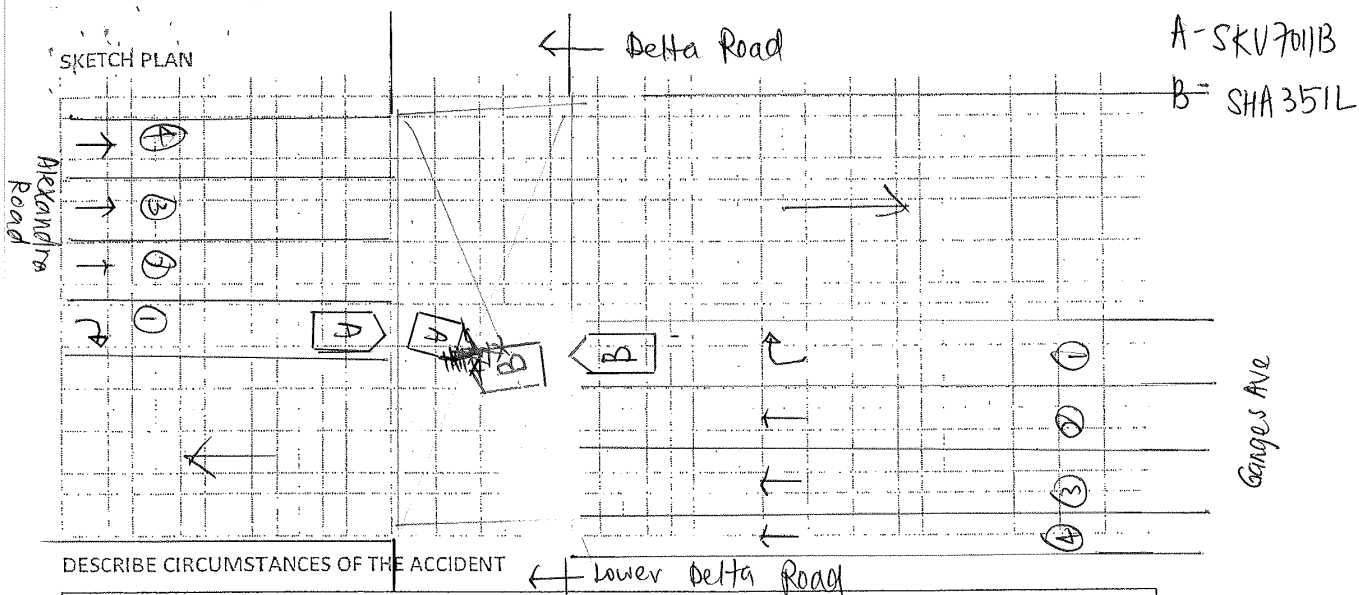 SKETCH PLAN
← Delta Road
A - SKV7011B
B - SHA351L
Alexandra Road
4
3
2
1
A
A
B
B
1
2
3
4
Ganges Ave
DESCRIBE CIRCUMSTANCES OF THE ACCIDENT
← Lower Delta Road